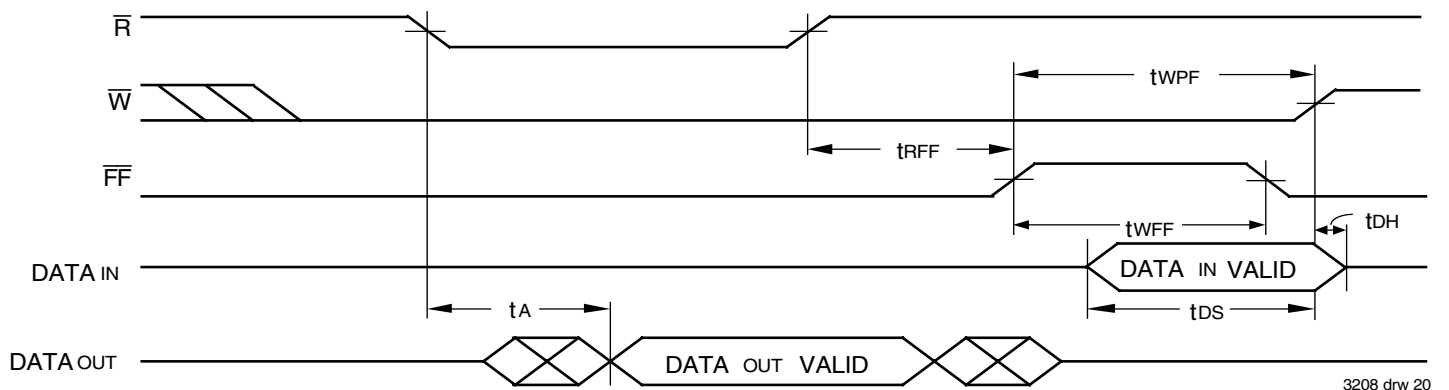 R̅
W̅
tWPF
tRFF
F̅F̅
tWFF
tDH
DATA IN
DATA IN VALID
tA
tDS
DATA OUT
DATA OUT VALID
3208 drw 20